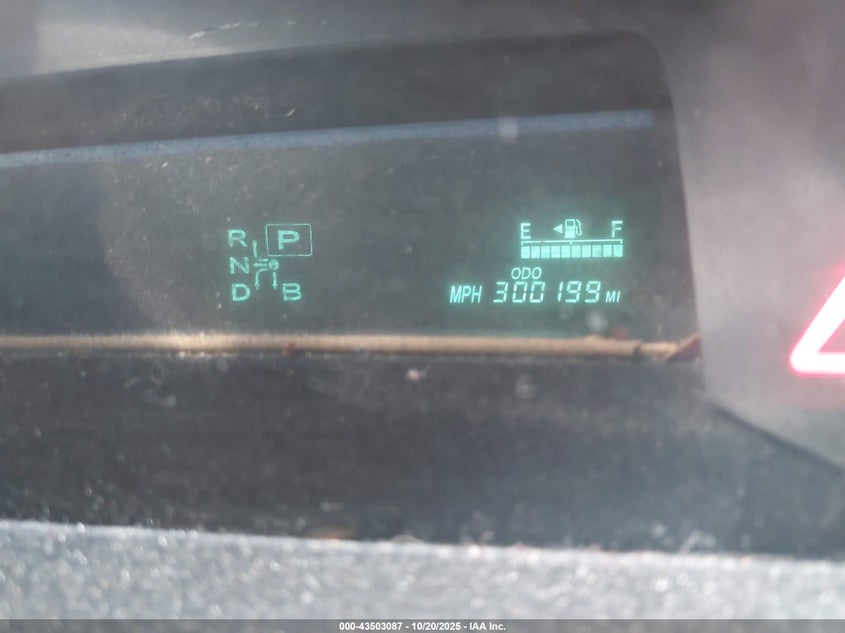 R P
N
D B
E F
ODO
MPH 300199 MI
000-43503087 - 10/20/2025 - IAA Inc.